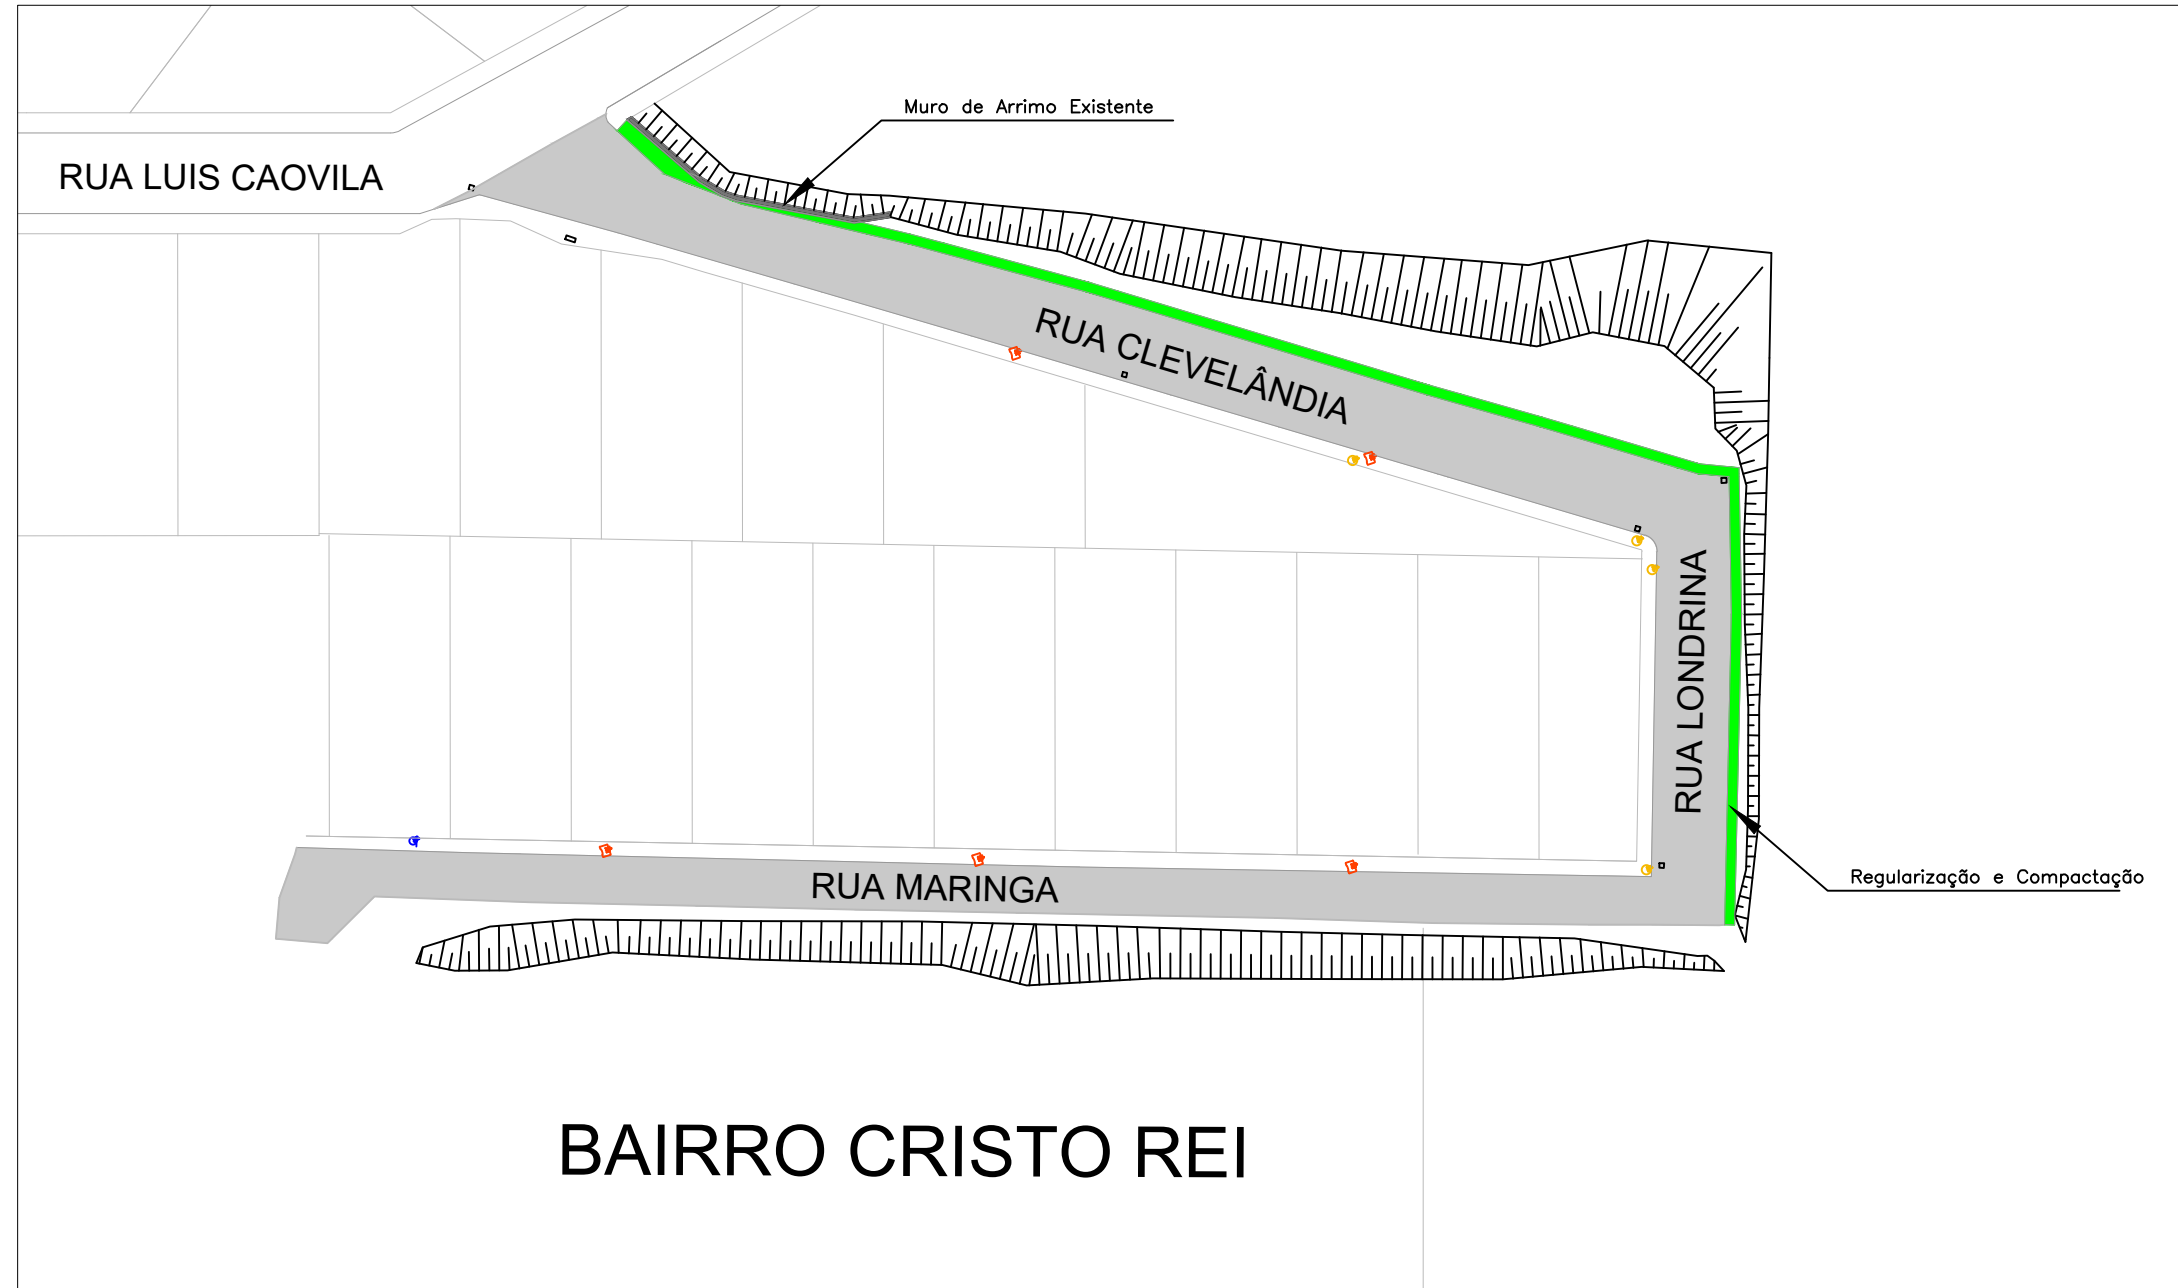 Muro de Arrimo Existente
RUA LUIS CAOVILA
RUA CLEVELÂNDIA
RUA LONDRINA
Regularização e Compactação
RUA MARINGA
BAIRRO CRISTO REI